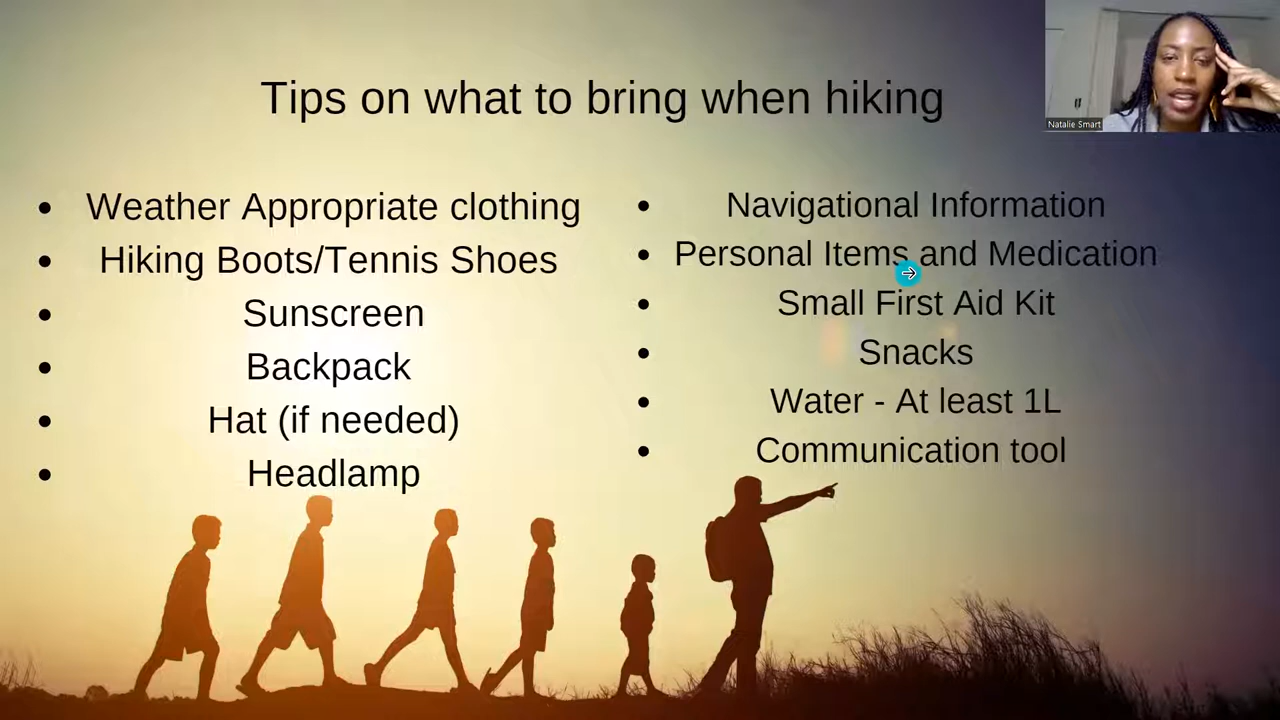 Tips on what to bring when hiking
Natalie Smart
• Weather Appropriate clothing
• Hiking Boots/Tennis Shoes
• Sunscreen
• Backpack
• Hat (if needed)
• Headlamp
• Navigational Information
• Personal Items and Medication
• Small First Aid Kit
• Snacks
• Water - At least 1L
• Communication tool